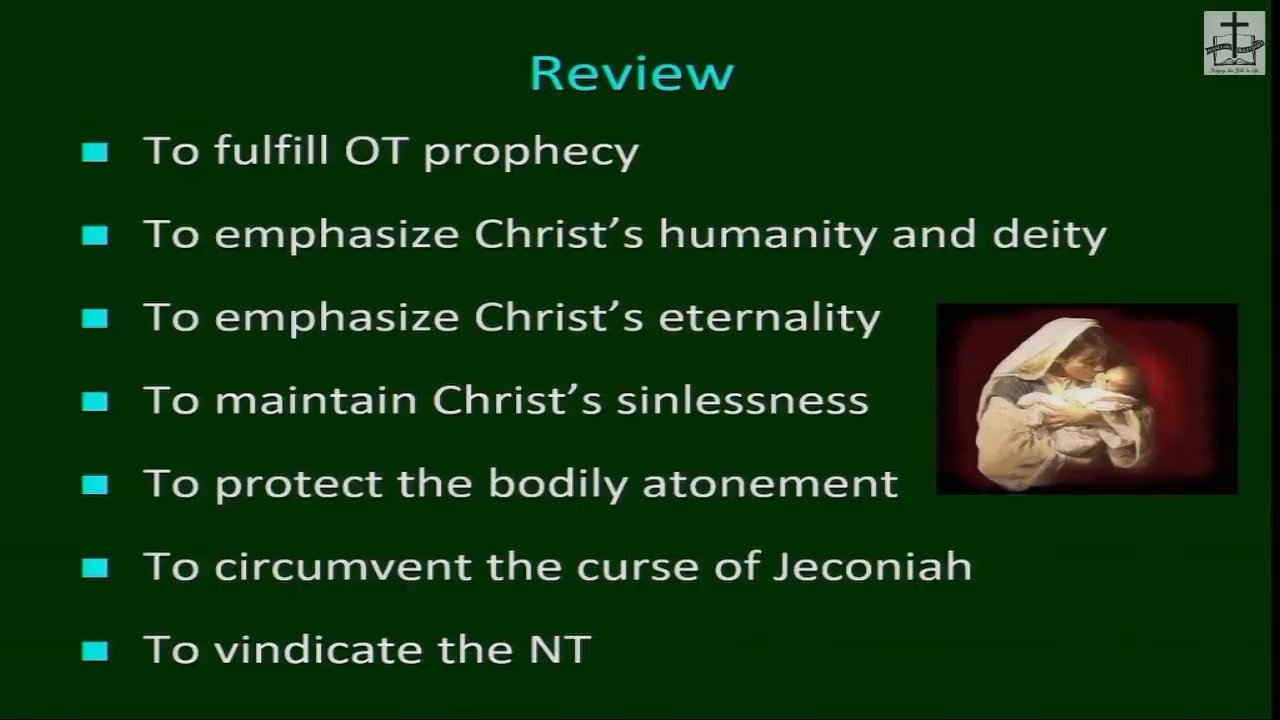 Review
To fulfill OT prophecy
To emphasize Christ’s humanity and deity
To emphasize Christ’s eternality
To maintain Christ’s sinlessness
To protect the bodily atonement
To circumvent the curse of Jeconiah
To vindicate the NT